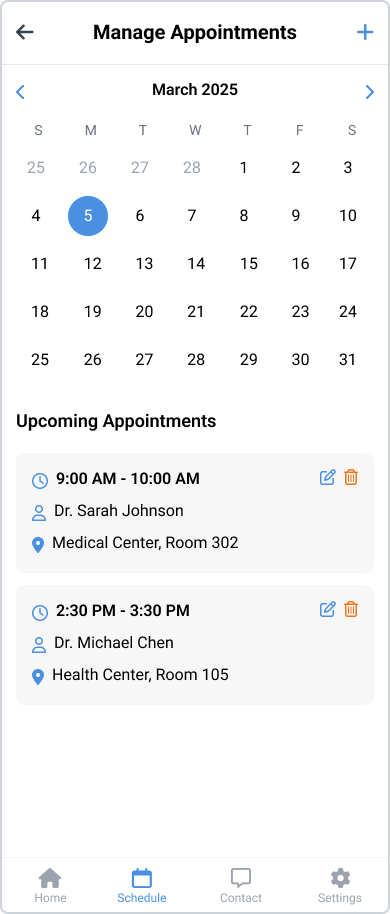 Manage Appointments
March 2025
S M T W T F S
25 26 27 28 1 2 3
4 5 6 7 8 9 10
11 12 13 14 15 16 17
18 19 20 21 22 23 24
25 26 27 28 29 30 31
Upcoming Appointments
9:00 AM - 10:00 AM
Dr. Sarah Johnson
Medical Center, Room 302
2:30 PM - 3:30 PM
Dr. Michael Chen
Health Center, Room 105
Home Schedule Contact Settings